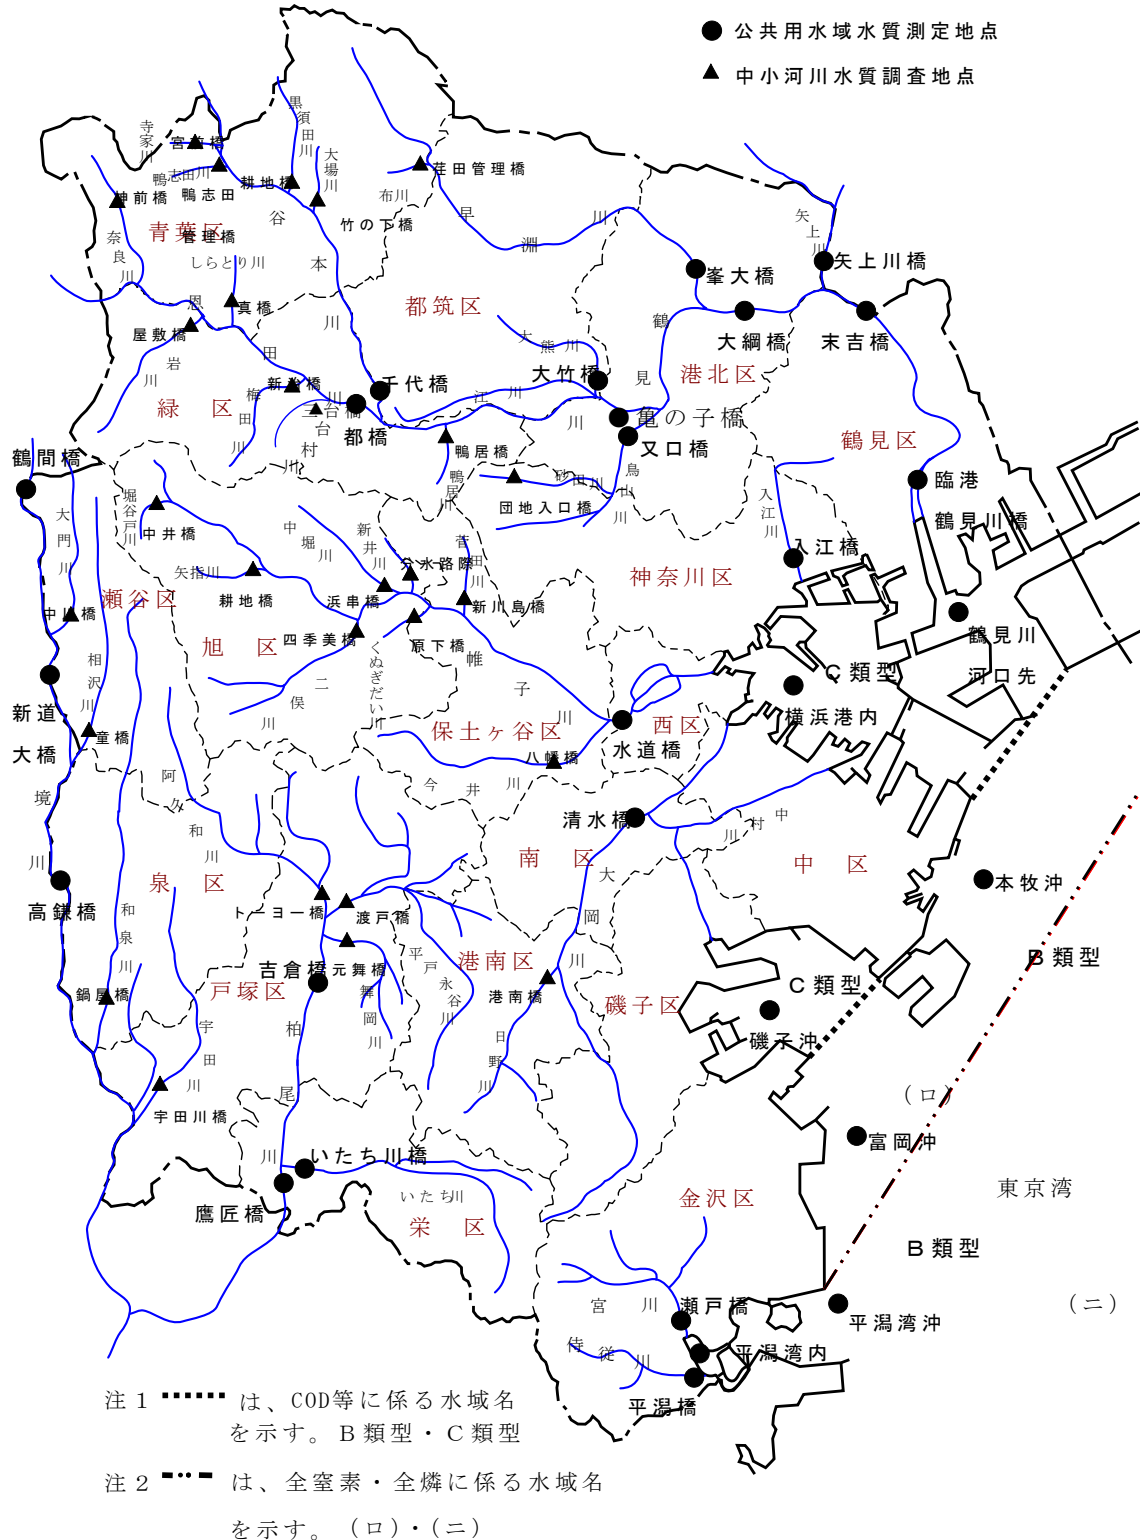 公共用水域水質測定地点
中小河川水質調査地点
寺家川
宮前橋
黒須田川
大場川
鴨志田川
耕地橋
荏田管理橋
神前橋
鴨志田
管理橋
布川
早淵川
竹の下橋
谷本川
矢上川
矢上川橋
青葉区
奈良川
しらとり川
峯大橋
都筑区
恩田川
真橋
鶴見川
大綱橋
末吉橋
屋敷橋
岩川
大熊川
大竹橋
港北区
新治橋
千代橋
江川
緑区
梅田川
三台橋
台村川
都橋
亀の子橋
又口橋
鶴見区
鶴間橋
鴨居橋
鴨居川
砂田川
鳥山川
団地入口橋
入江川
臨港
鶴見川橋
大門川
堀谷戸川
中井橋
中堀川
新井川
菅田川
分水路際
入江橋
神奈川区
矢指川
耕地橋
浜串橋
新川島橋
瀬谷区
中川橋
旭区
四季美橋
原下橋
鶴見川
河口先
相沢川
くぬぎだい川
帷子川
C類型
新道
大橋
二俣川
保土ヶ谷区
西区
横浜港内
童橋
水道橋
八幡橋
境川
阿久和川
今井川
清水橋
中村川
南区
大岡川
中区
泉区
本牧沖
高鎌橋
和泉川
トーヨー橋
渡戸橋
港南区
B類型
吉倉橋
元舞橋
平戸永谷川
戸塚区
港南橋
磯子区
C類型
鍋屋橋
舞岡川
柏尾川
日野川
磯子沖
宇田川
宇田川橋
(ロ)
富岡沖
いたち川橋
いたち川
東京湾
鷹匠橋
栄区
金沢区
B類型
宮川
瀬戸橋
(ニ)
平潟湾沖
侍従川
平潟湾内
平潟橋
注1 は、COD等に係る水域名
を示す。B類型・C類型
注2 は、全窒素・全燐に係る水域名
を示す。(ロ)・(ニ)